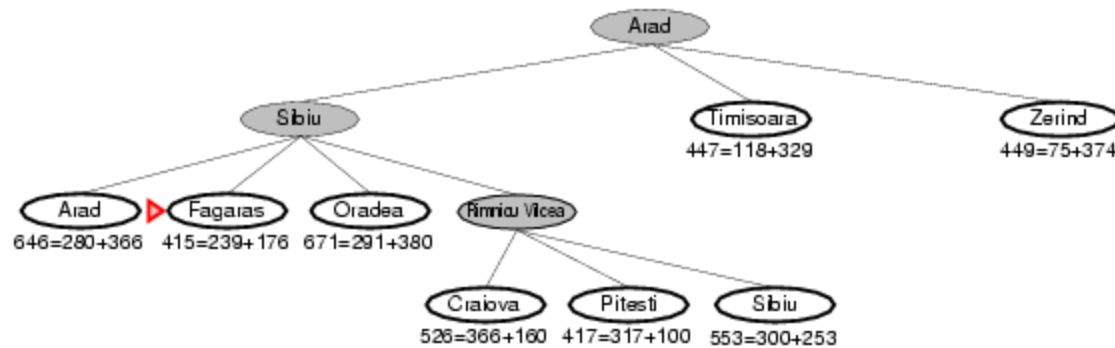 Arad
Sibiu
Timisoara
Zerind
447=118+329
449=75+374
Arad
Fagaras
Oradea
Rimnicu Vilcea
646=280+366
415=239+176
671=291+380
Craiova
Pitesti
Sibiu
526=366+160
417=317+100
553=300+253